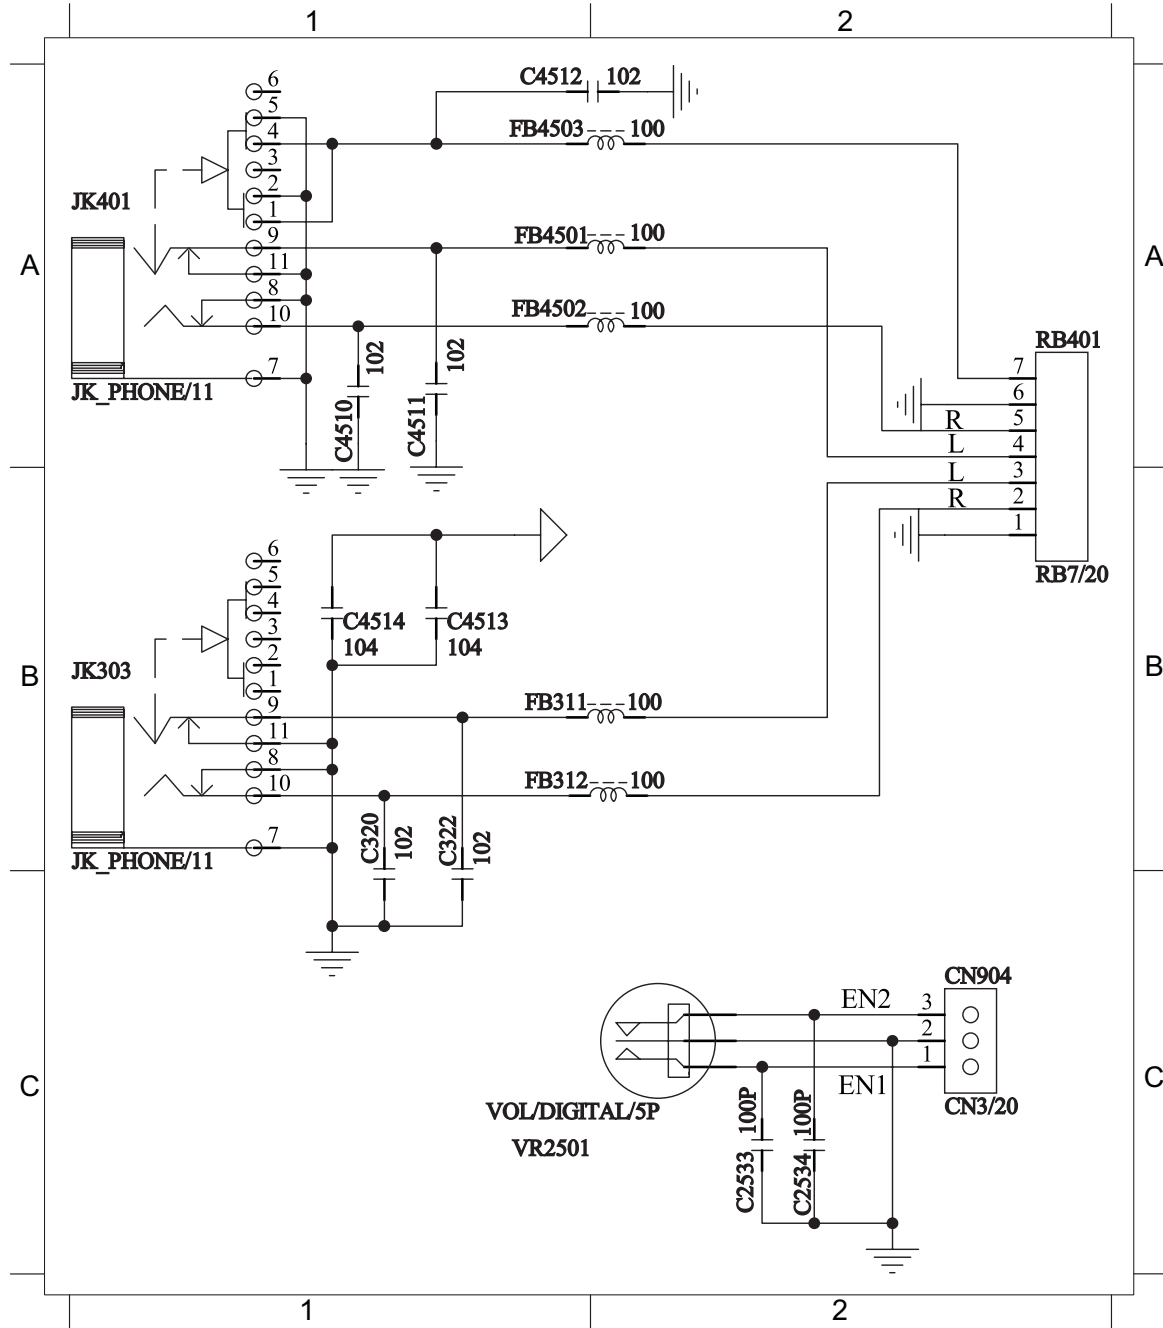 1
2
C4512 102
6
5
FB4503 100
4
3
JK401
2
1
9
FB4501 100
A
A
11
8
FB4502 100
10
RB401
102
102
7
7
JK_PHONE/11
6
C4510
C4511
R
5
L
4
L
3
R
2
1
6
RB7/20
5
4
C4514
C4513
3
104
104
2
B
B
JK303
1
9
FB311 100
11
8
FB312 100
10
C320
102
C322
102
7
JK_PHONE/11
CN904
EN2
3
2
1
C
C
EN1
CN3/20
VOL/DIGITAL/5P
100P
100P
VR2501
C2533
C2534
1
2